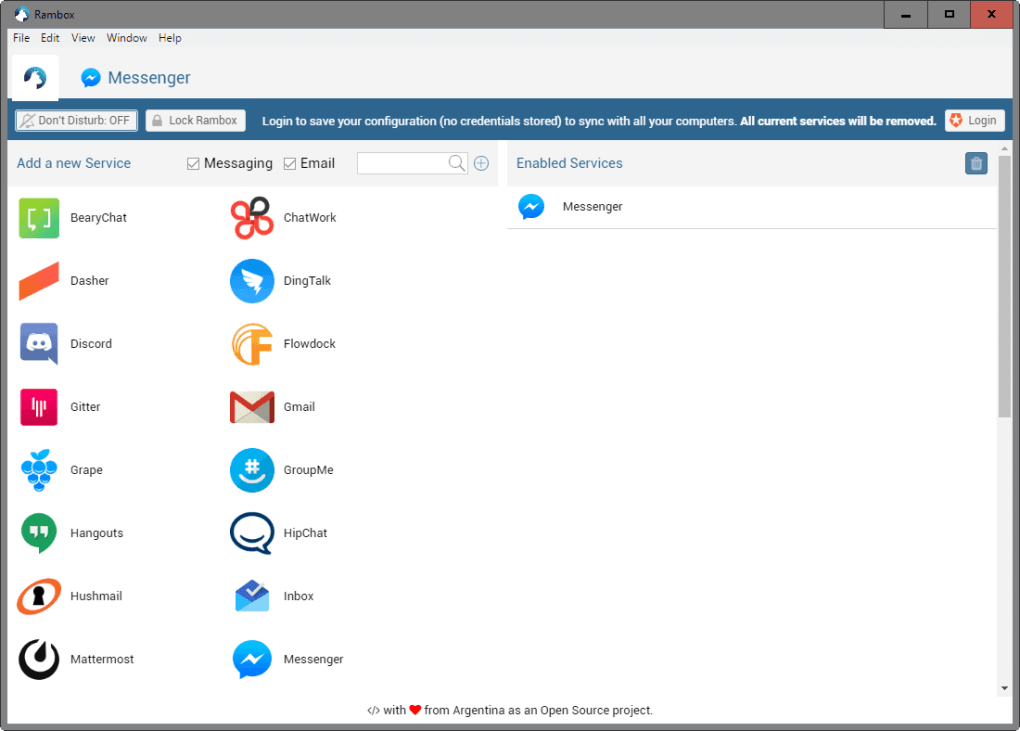 Rambox
File Edit View Window Help
Messenger
Don't Disturb: OFF Lock Rambox Login to save your configuration (no credentials stored) to sync with all your computers. All current services will be removed. Login
Add a new Service Messaging Email Enabled Services
Messenger
BearyChat ChatWork
Dasher DingTalk
Discord Flowdock
Gitter Gmail
Grape GroupMe
Hangouts HipChat
Hushmail Inbox
Mattermost Messenger
</> with ❤ from Argentina as an Open Source project.